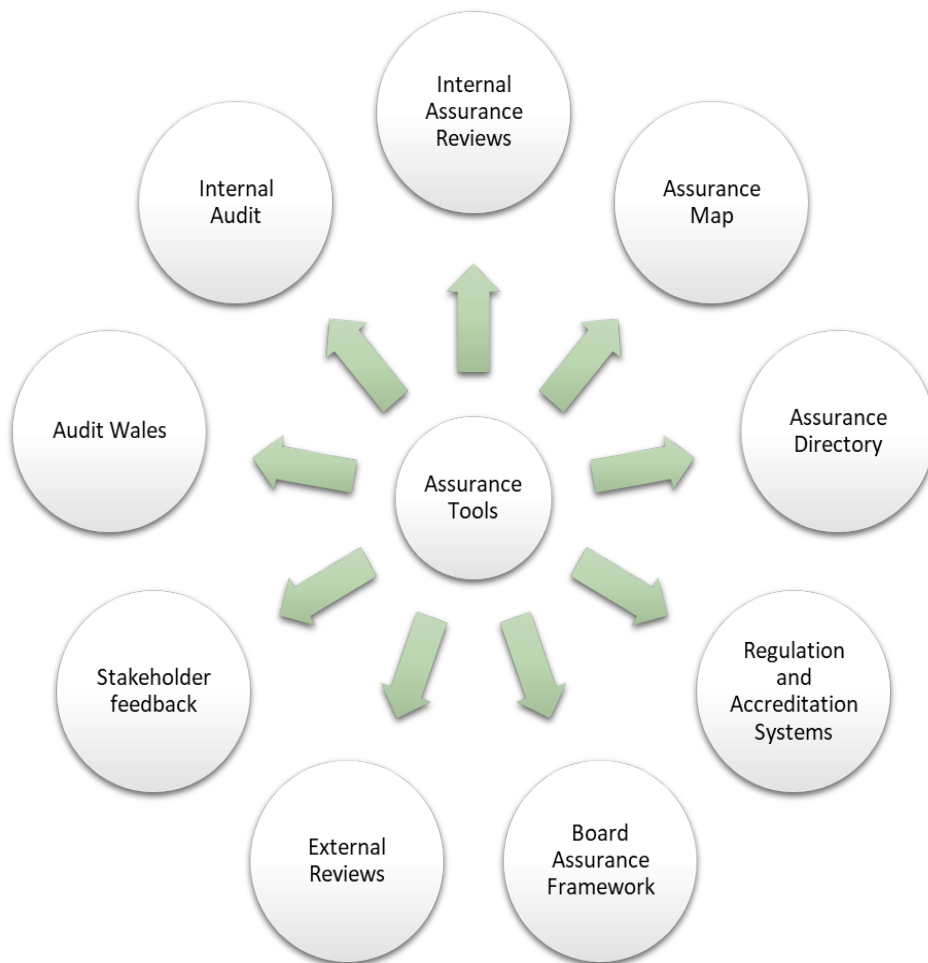 Internal
Assurance
Reviews
Assurance
Map
Assurance
Directory
Regulation
and
Accreditation
Systems
Board
Assurance
Framework
External
Reviews
Stakeholder
feedback
Audit Wales
Internal
Audit
Assurance
Tools